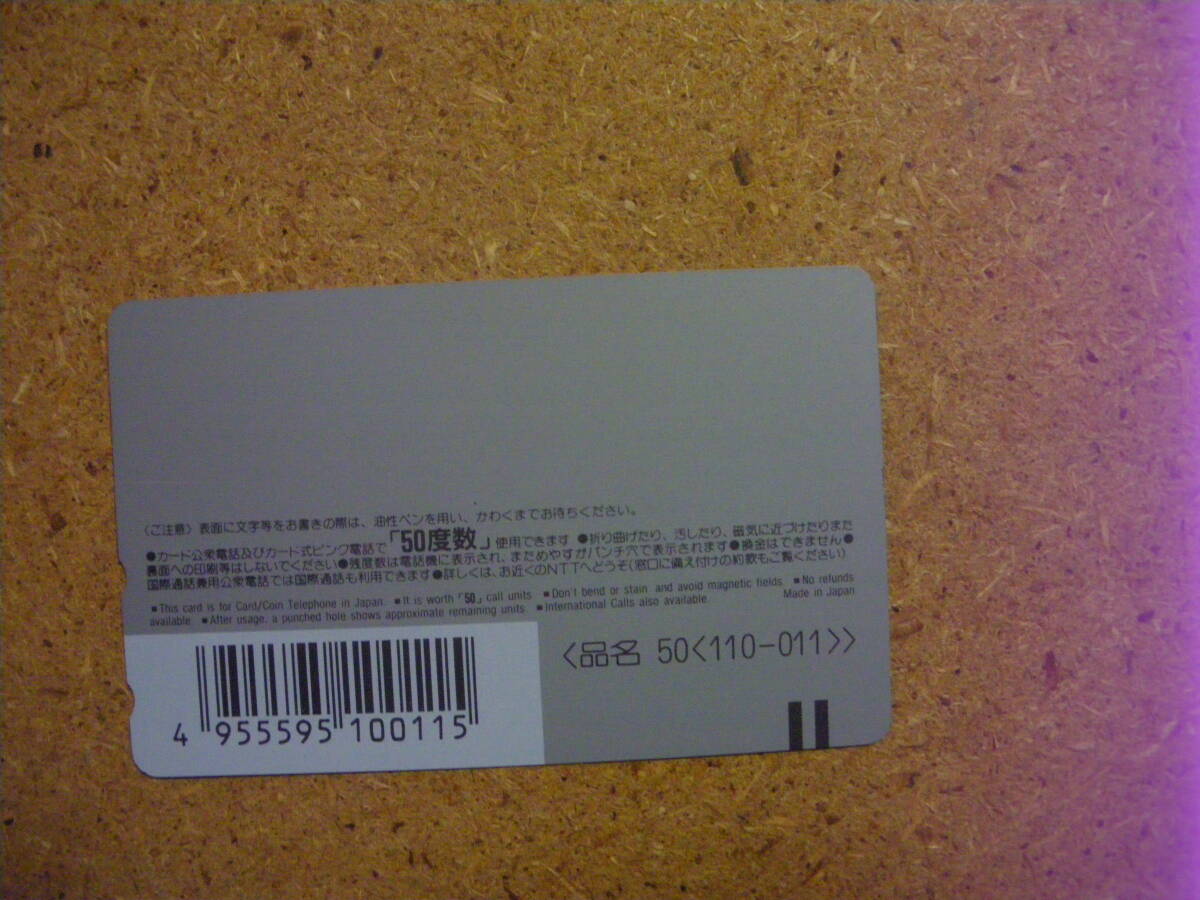 〈ご注意〉表面に文字等をお書きの際は、油性ペンを用い、かわくまでお待ちください。
●カード公衆電話及びカード式ピンク電話で「50度数」使用できます ●折り曲げたり、汚したり、磁気に近づけたりまた
裏面への印刷等はしないでください●残度数は電話機に表示され、まためやすがパンチ穴で表示されます●換金はできません●
国際通話兼用公衆電話では国際通話も利用できます●詳しくは、お近くのNTTへどうぞ(窓口に備え付けの約款もご覧ください)
■This card is for Card/Coin Telephone in Japan. ■It is worth「50」call units ■Don't bend or stain and avoid magnetic fields. ■No refunds
available. ■After usage, a punched hole shows approximate remaining units. ■International Calls also available. Made in Japan
〈品名 50<110-011>〉
4 955595 100115